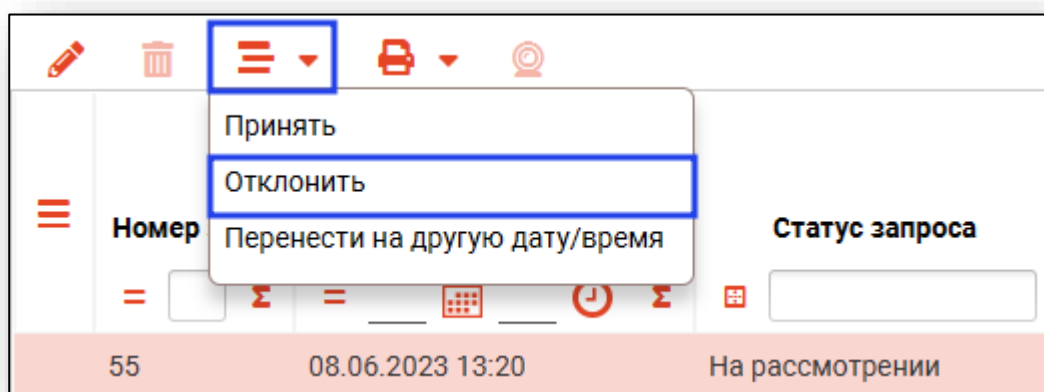 Принять
Отклонить
Перенести на другую дату/время
Номер
Статус запроса
= Σ = Σ
55 08.06.2023 13:20 На рассмотрении